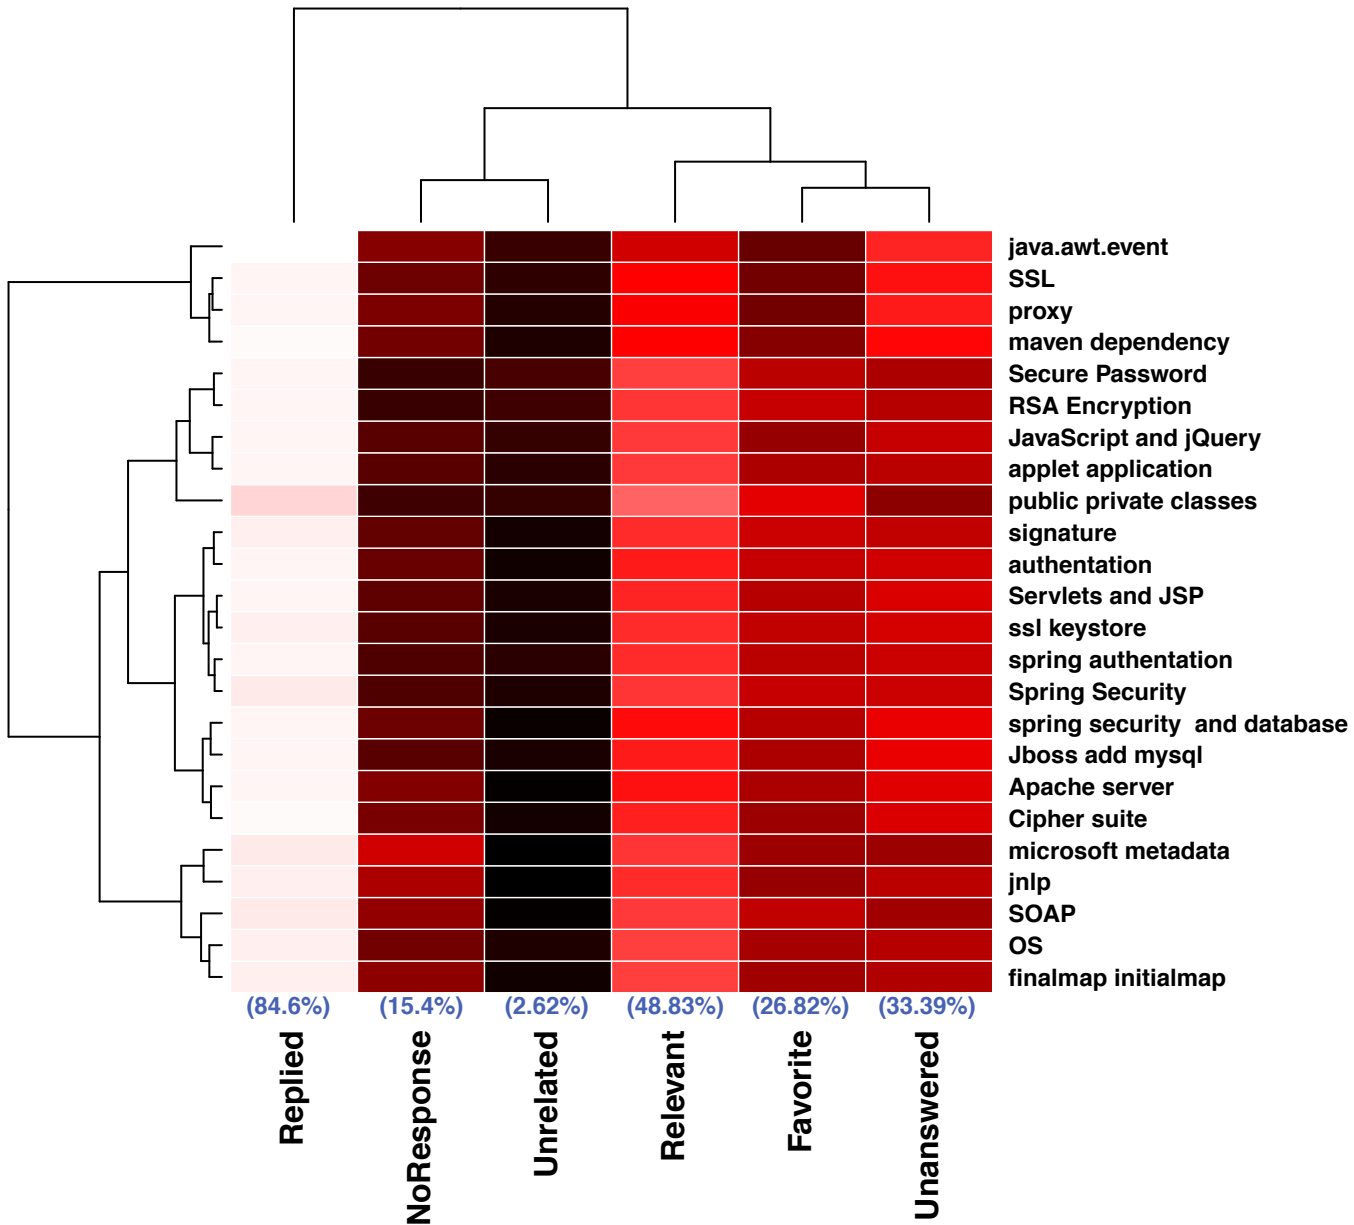 java.awt.event
SSL
proxy
maven dependency
Secure Password
RSA Encryption
JavaScript and jQuery
applet application
public private classes
signature
authentation
Servlets and JSP
ssl keystore
spring authentation
Spring Security
spring security  and database
Jboss add mysql
Apache server
Cipher suite
microsoft metadata
jnlp
SOAP
OS
finalmap initialmap
(84.6%) (15.4%) (2.62%) (48.83%) (26.82%) (33.39%)
Replied
NoResponse
Unrelated
Relevant
Favorite
Unanswered